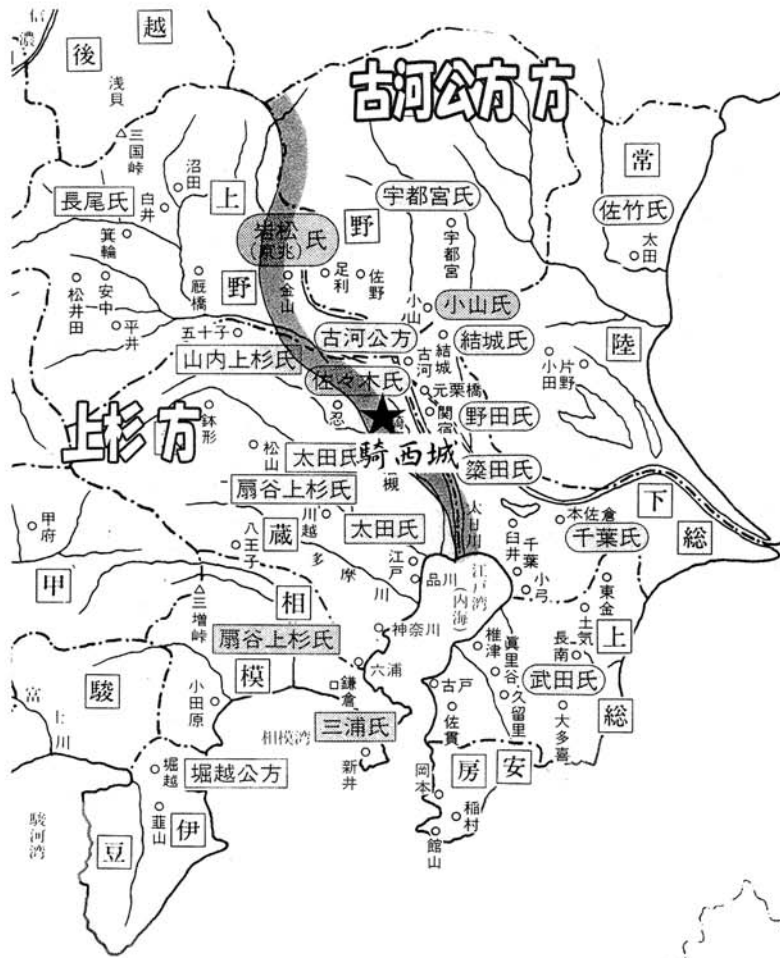 信濃
越
後
浅貝
古河公方方
三国峠
常
沼田
長尾氏
白井
上
野
宇都宮氏
佐竹氏
太田
岩松氏
(京兆)
宇都宮
箕輪
安中
松井田
厩橋
野
金山
足利
佐野
小山
小山氏
平井
五十子
古河公方
結城
結城氏
陸
山内上杉氏
古河
小田
片野
佐々木氏
元栗橋
上杉方
鉢形
忍
関宿
野田氏
松山
太田氏
騎西城
簗田氏
槻
扇谷上杉氏
下
総
甲府
川越
太田氏
太日川
本佐倉
八王子
蔵
臼井
千葉氏
多摩川
江戸
千葉
甲
品川
江戸湾
(内海)
小弓
東金
三増峠
相
神奈川
土気
上
扇谷上杉氏
椎津
眞里谷
長南
模
六浦
武田氏
駿
小田原
鎌倉
古戸
久留里
総
富士川
三浦氏
佐貫
大多喜
相模湾
新井
堀越
堀越公方
岡本
房
安
韮山
伊
駿河湾
豆
稲村
館山